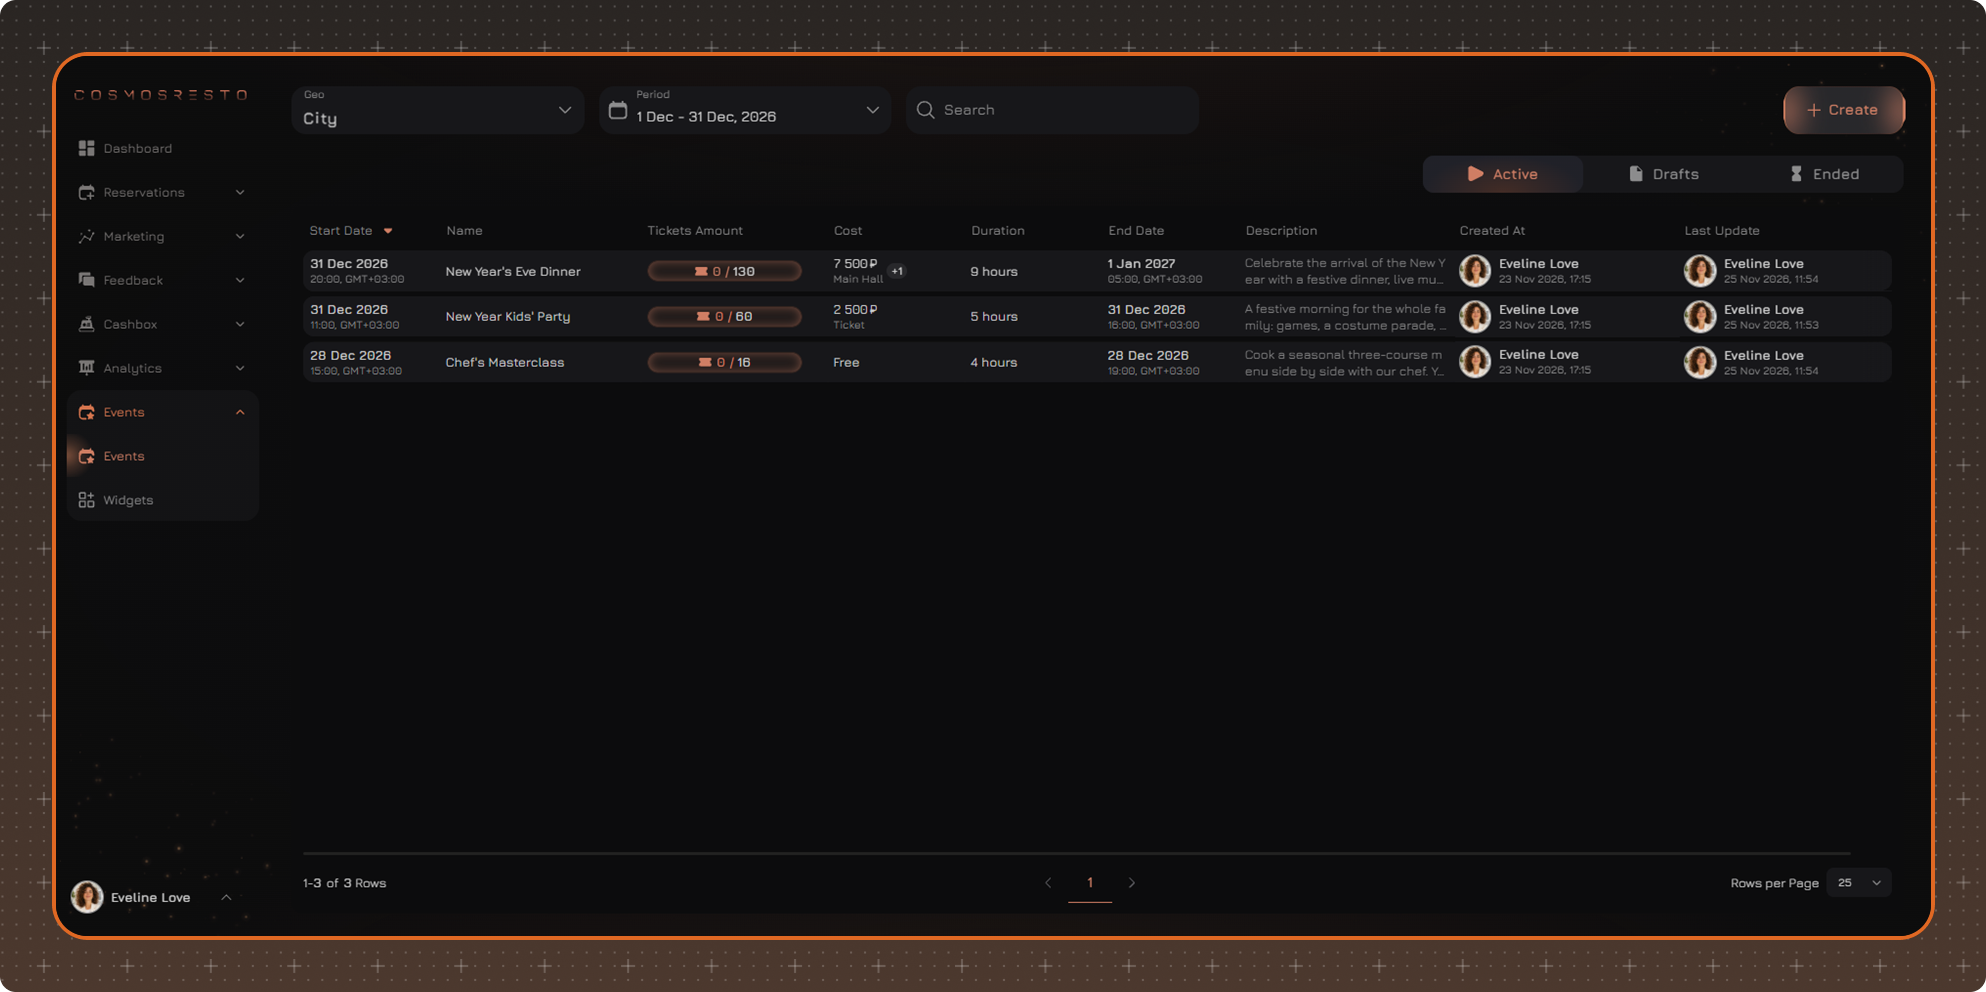 COSMOSRESTO
Geo
City
Period
1 Dec - 31 Dec, 2026
Search
+ Create
Dashboard
Reservations
Marketing
Feedback
Cashbox
Analytics
Events
Events
Widgets
Active
Drafts
Ended
Start Date
Name
Tickets Amount
Cost
Duration
End Date
Description
Created At
Last Update
31 Dec 2026
20:00, GMT+03:00
New Year's Eve Dinner
0 / 130
7 500 ₽
Main Hall
+1
9 hours
1 Jan 2027
05:00, GMT+03:00
Celebrate the arrival of the New Y
ear with a festive dinner, live mu...
Eveline Love
23 Nov 2026, 17:15
Eveline Love
25 Nov 2026, 11:54
31 Dec 2026
11:00, GMT+03:00
New Year Kids' Party
0 / 60
2 500 ₽
Ticket
5 hours
31 Dec 2026
16:00, GMT+03:00
A festive morning for the whole fa
mily: games, a costume parade, ...
Eveline Love
23 Nov 2026, 17:15
Eveline Love
25 Nov 2026, 11:53
28 Dec 2026
15:00, GMT+03:00
Chef's Masterclass
0 / 16
Free
4 hours
28 Dec 2026
19:00, GMT+03:00
Cook a seasonal three-course m
enu side by side with our chef. Y...
Eveline Love
23 Nov 2026, 17:15
Eveline Love
25 Nov 2026, 11:54
Eveline Love
1-3 of 3 Rows
1
Rows per Page
25